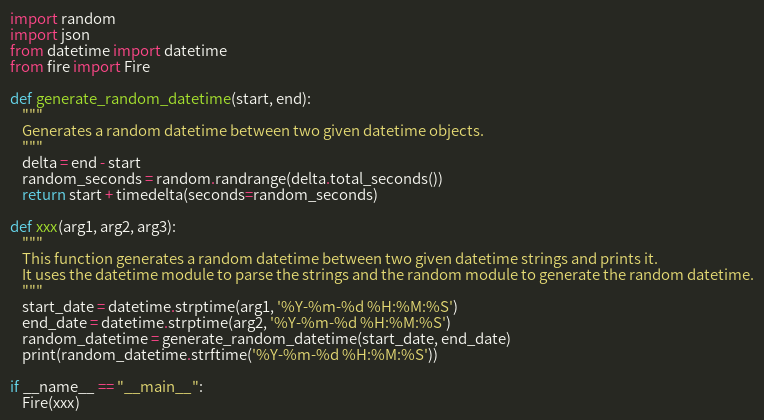 import random
import json
from datetime import datetime
from fire import Fire
def generate_random_datetime(start, end):
"""
Generates a random datetime between two given datetime objects.
"""
delta = end - start
random_seconds = random.randrange(delta.total_seconds())
return start + timedelta(seconds=random_seconds)
def xxx(arg1, arg2, arg3):
"""
This function generates a random datetime between two given datetime strings and prints it.
It uses the datetime module to parse the strings and the random module to generate the random datetime.
"""
start_date = datetime.strptime(arg1, '%Y-%m-%d %H:%M:%S')
end_date = datetime.strptime(arg2, '%Y-%m-%d %H:%M:%S')
random_datetime = generate_random_datetime(start_date, end_date)
print(random_datetime.strftime('%Y-%m-%d %H:%M:%S'))
if __name__ == "__main__":
Fire(xxx)